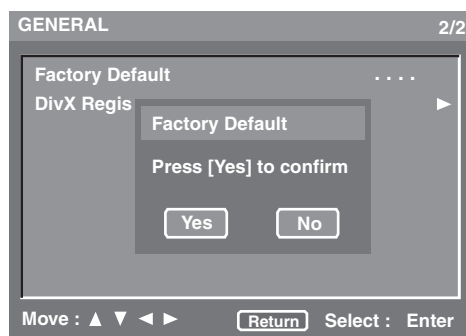 GENERAL 2/2
Factory Default ....
DivX Regis ►
Factory Default
Press [Yes] to confirm
Yes No
Move : ▲ ▼ ◄ ► Return Select : Enter